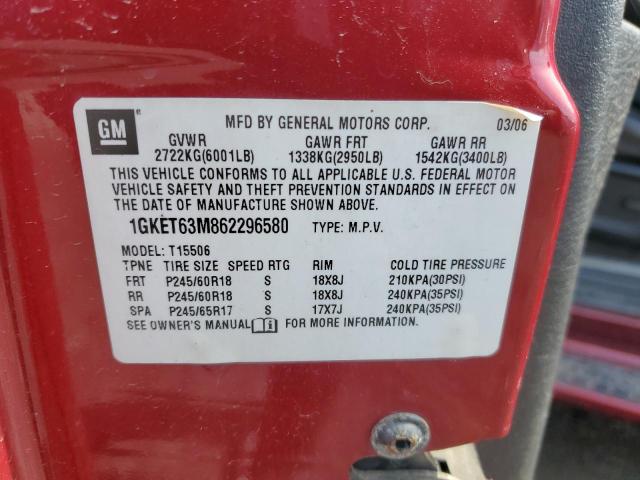 GM
MFD BY GENERAL MOTORS CORP. 03/06
GVWR GAWR FRT GAWR RR
2722KG(6001LB) 1338KG(2950LB) 1542KG(3400LB)
THIS VEHICLE CONFORMS TO ALL APPLICABLE U.S. FEDERAL MOTOR
VEHICLE SAFETY AND THEFT PREVENTION STANDARDS IN EFFECT ON
THE DATE OF MANUFACTURE SHOWN ABOVE.
1GKET63M862296580 TYPE: M.P.V.
MODEL: T15506
TPNE TIRE SIZE SPEED RTG RIM COLD TIRE PRESSURE
FRT P245/60R18 S 18X8J 210KPA(30PSI)
RR P245/60R18 S 18X8J 240KPA(35PSI)
SPA P245/65R17 S 17X7J 240KPA(35PSI)
SEE OWNER'S MANUAL FOR MORE INFORMATION.